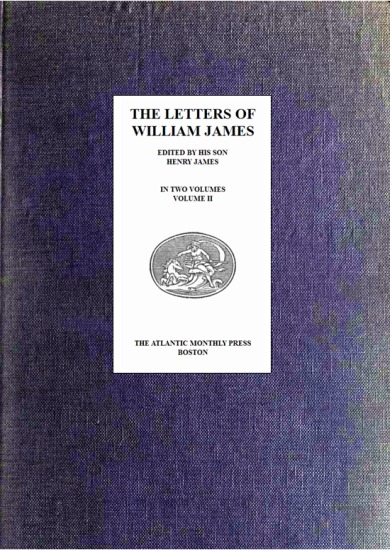 THE LETTERS OF
WILLIAM JAMES
EDITED BY HIS SON
HENRY JAMES
IN TWO VOLUMES
VOLUME II
THE ATLANTIC MONTHLY PRESS
BOSTON